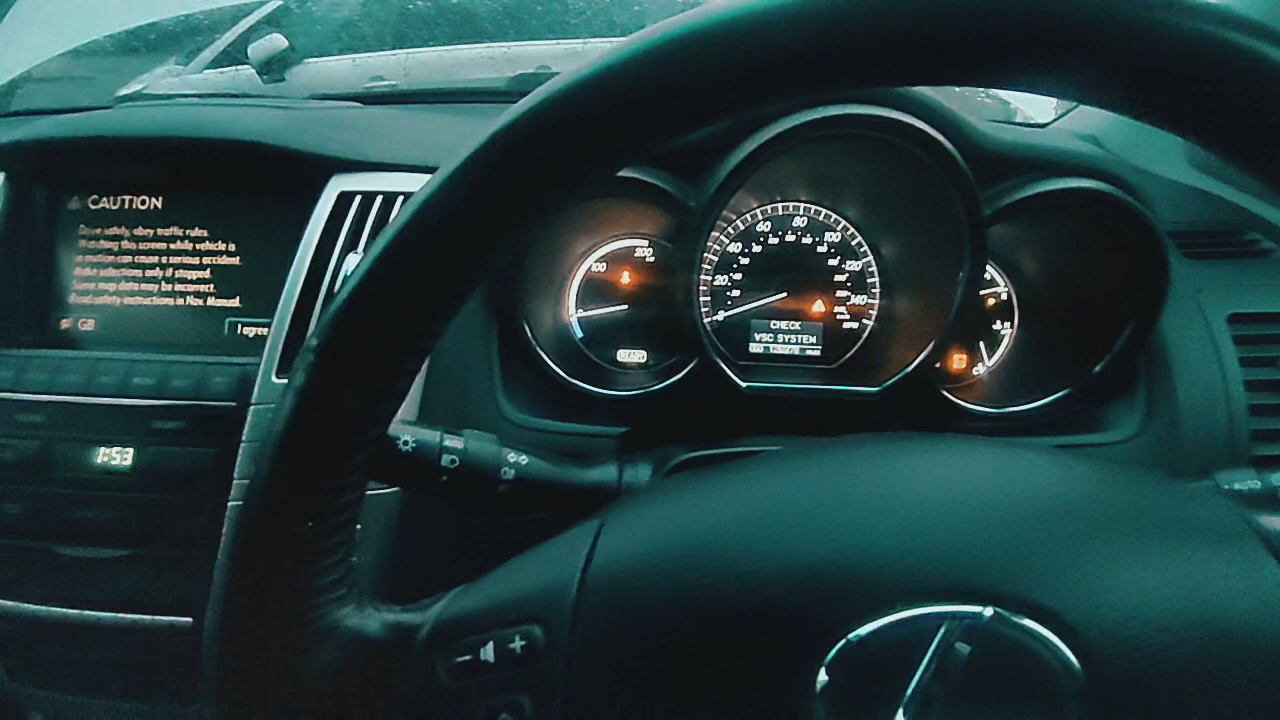 CAUTION
Drive safely, obey traffic rules.
Watching this screen while vehicle is
in motion can cause a serious accident.
Make selections only if stopped.
Some map data may be incorrect.
Read safety instructions in Nav. Manual.
GB
I agree
1:53
100
200
READY
0
20
40
60
80
100
120
140
MPH
CHECK
VSC SYSTEM
H
C
- +